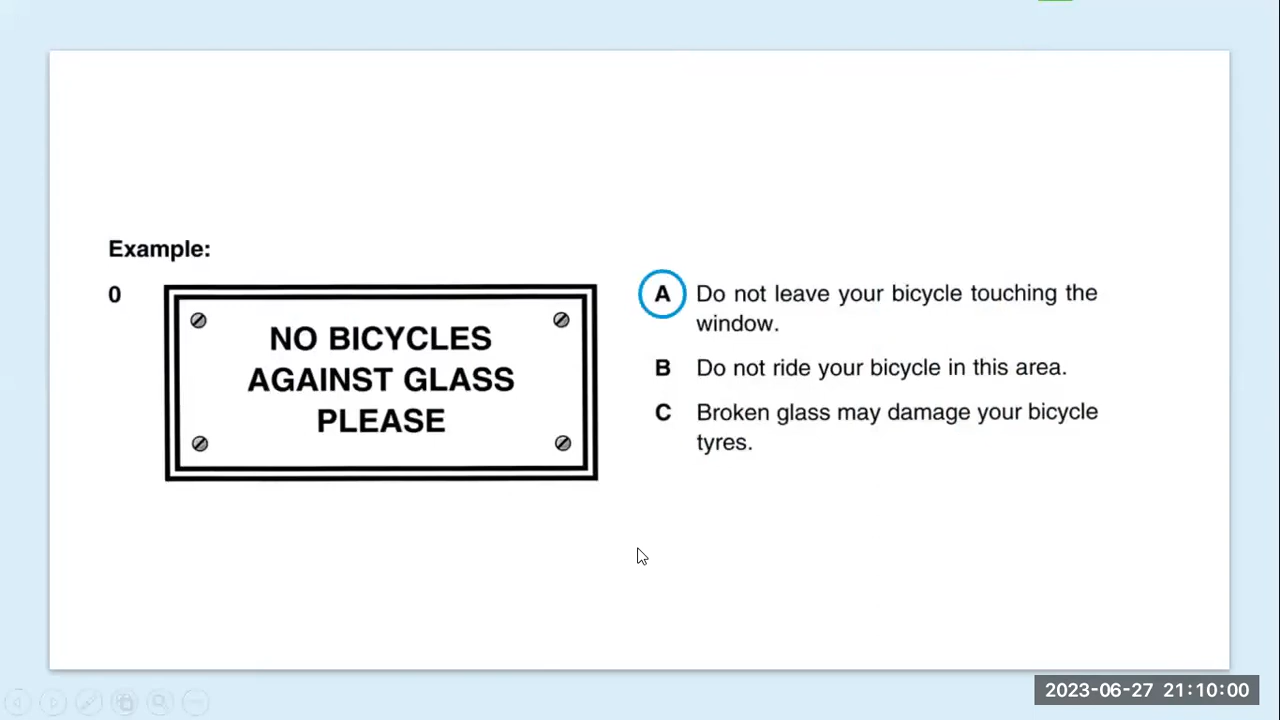 Example:
0
NO BICYCLES
AGAINST GLASS
PLEASE
A Do not leave your bicycle touching the
window.
B Do not ride your bicycle in this area.
C Broken glass may damage your bicycle
tyres.
2023-06-27 21:10:00